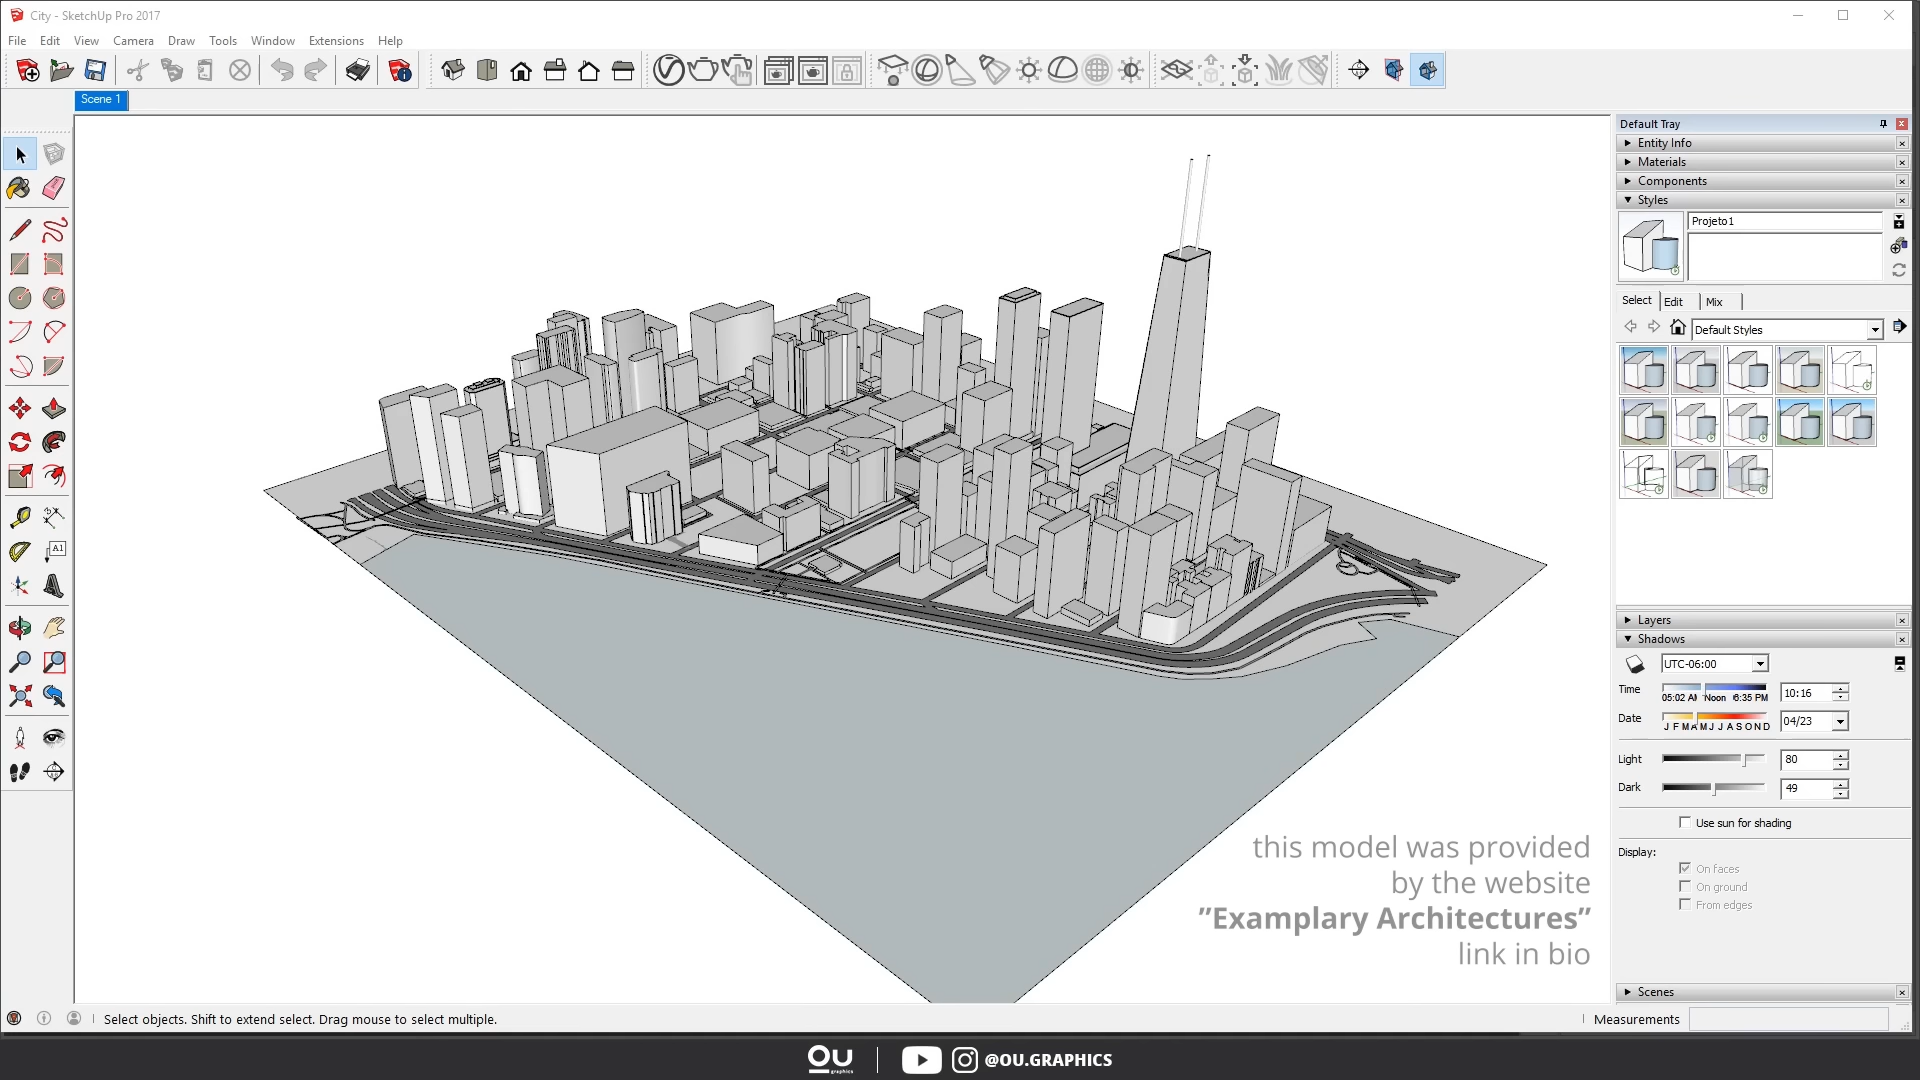 City - SketchUp Pro 2017
File Edit View Camera Draw Tools Window Extensions Help
Scene 1
A1
Default Tray
Entity Info
Materials
Components
Styles
Projeto1
Select Edit Mix
Default Styles
Layers
Shadows
UTC-06:00
Time
05:02 AM Noon 6:35 PM
10:16
Date
J F M A M J J A S O N D
04/23
Light
80
Dark
49
Use sun for shading
Display:
On faces
On ground
From edges
this model was provided
by the website
”Examplary Architectures”
link in bio
Scenes
Select objects. Shift to extend select. Drag mouse to select multiple.
Measurements
OU
graphics
@OU.GRAPHICS